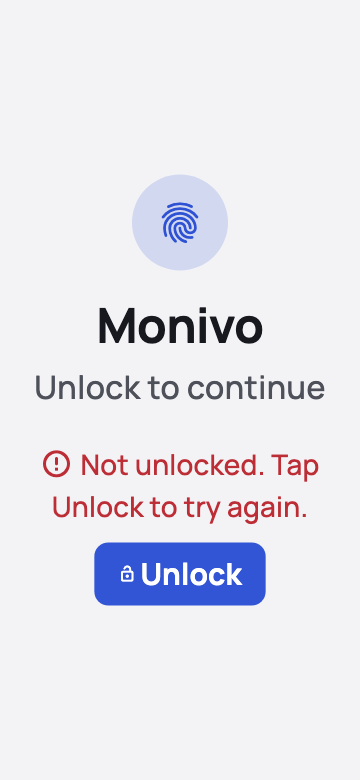 Monivo
Unlock to continue
Not unlocked. Tap
Unlock to try again.
Unlock